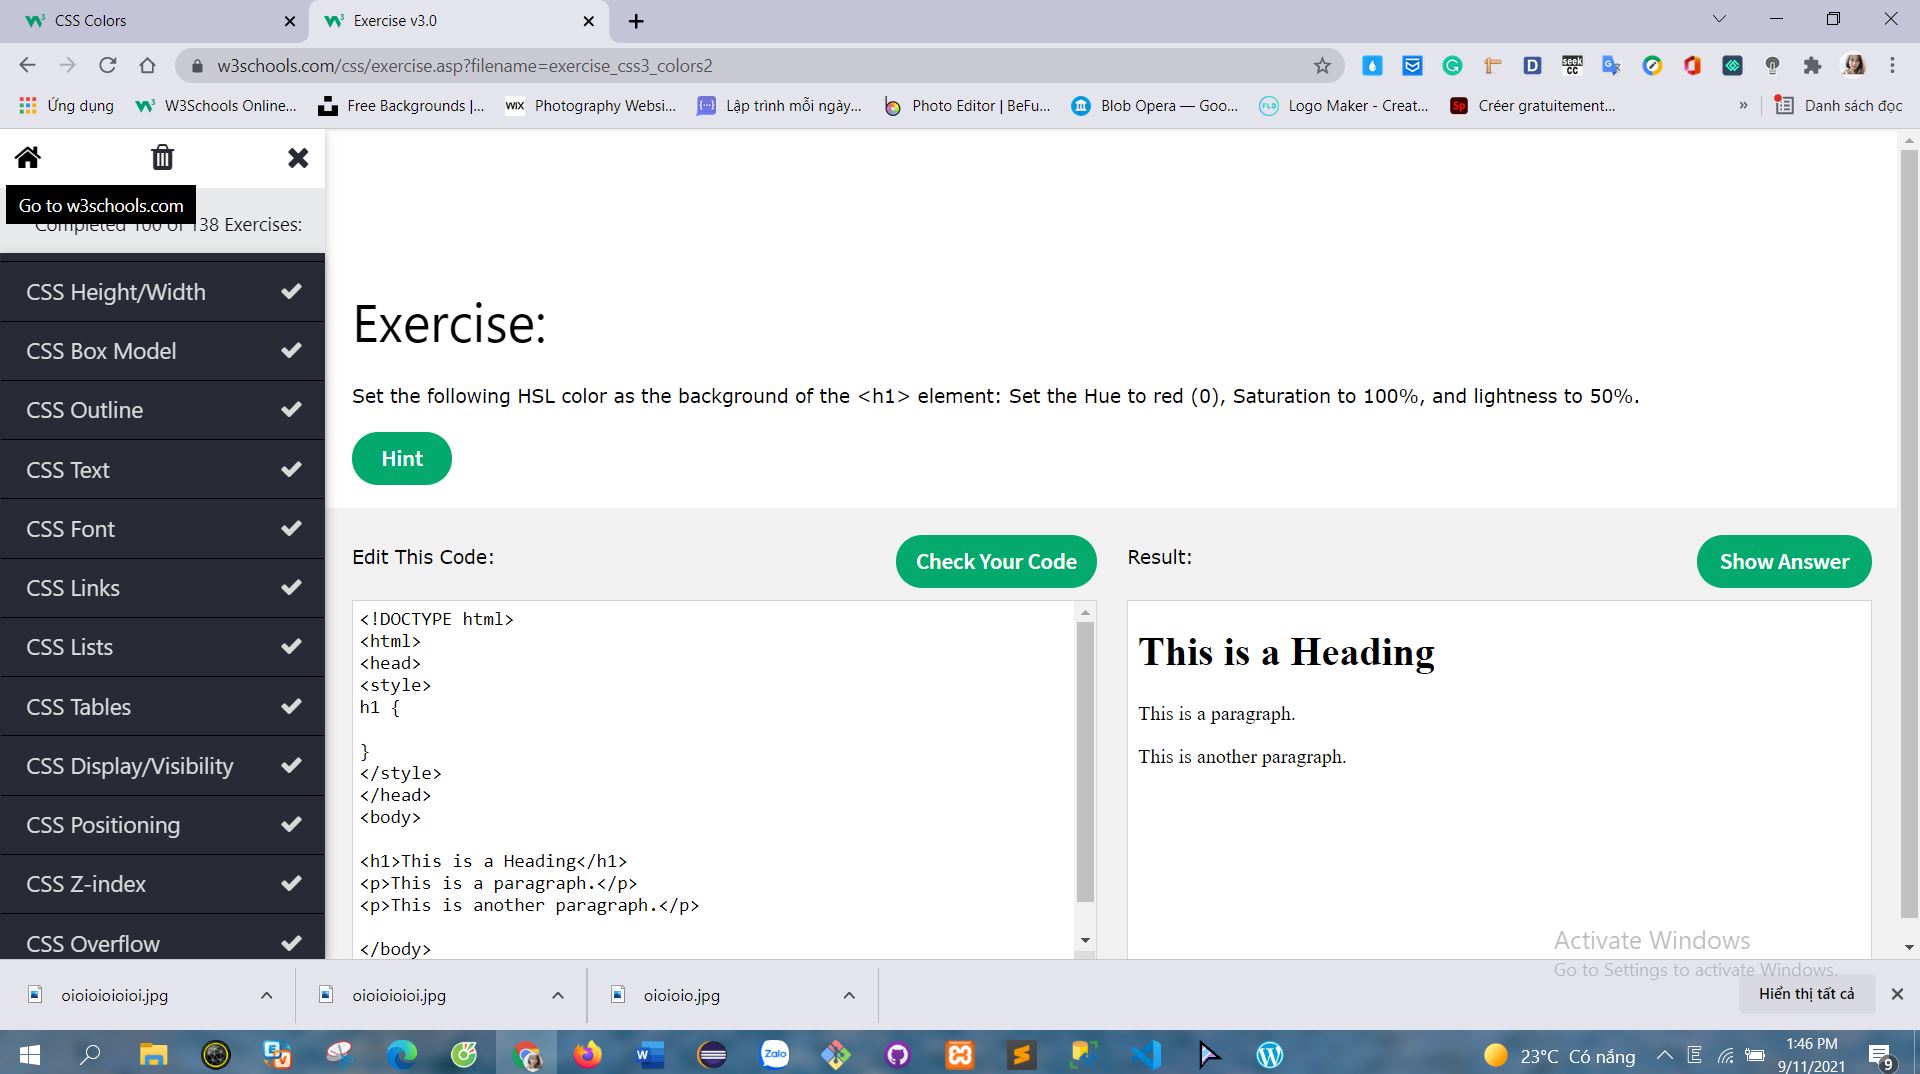 CSS Colors
Exercise v3.0
w3schools.com/css/exercise.asp?filename=exercise_css3_colors2
Ứng dụng W3Schools Online... Free Backgrounds |... WIX Photography Websi... Lập trình mỗi ngày... Photo Editor | BeFu... Blob Opera — Goo... FLD Logo Maker - Creat... Sp Créer gratuitement... » Danh sách đọc
Go to w3schools.com
Completed 100 of 138 Exercises:
CSS Height/Width
CSS Box Model
CSS Outline
CSS Text
CSS Font
CSS Links
CSS Lists
CSS Tables
CSS Display/Visibility
CSS Positioning
CSS Z-index
CSS Overflow
Exercise:
Set the following HSL color as the background of the <h1> element: Set the Hue to red (0), Saturation to 100%, and lightness to 50%.
Hint
Edit This Code:
Check Your Code
<!DOCTYPE html>
<html>
<head>
<style>
h1 {
}
</style>
</head>
<body>
<h1>This is a Heading</h1>
<p>This is a paragraph.</p>
<p>This is another paragraph.</p>
</body>
Result:
Show Answer
This is a Heading
This is a paragraph.
This is another paragraph.
Activate Windows
Go to Settings to activate Windows.
oioioioioioi.jpg
oioioioioi.jpg
oioioio.jpg
Hiển thị tất cả
Zalo
23°C Có nắng
E
1:46 PM
9/11/2021
9